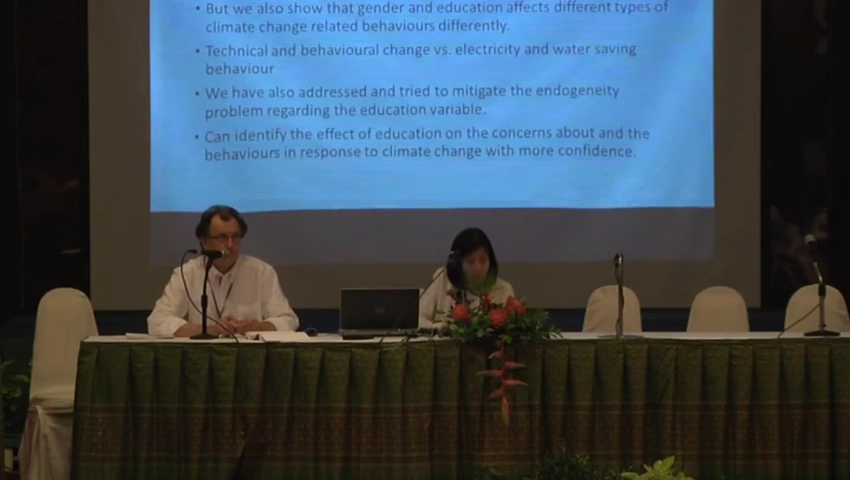 • But we also show that gender and education affects different types of
climate change related behaviours differently.
• Technical and behavioural change vs. electricity and water saving
behaviour
• We have also addressed and tried to mitigate the endogeneity
problem regarding the education variable.
• Can identify the effect of education on the concerns about and the
behaviours in response to climate change with more confidence.